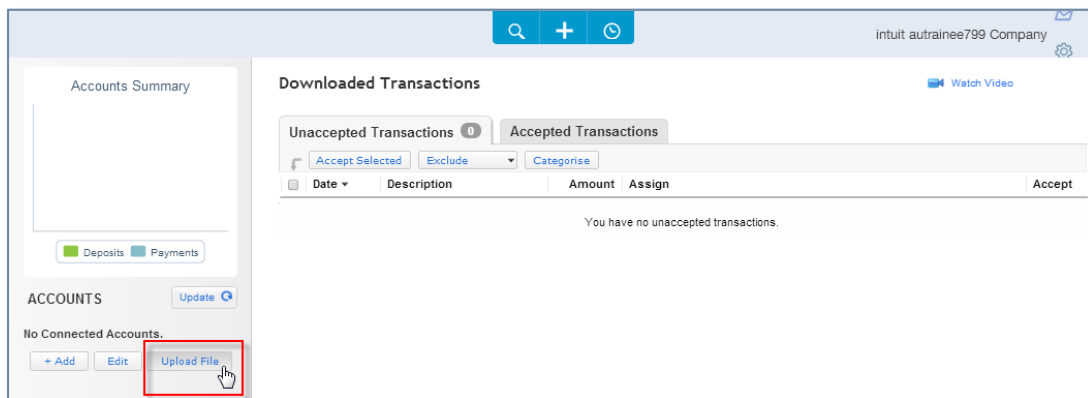 intuit autrainee799 Company
Accounts Summary
Deposits Payments
ACCOUNTS Update
No Connected Accounts.
+ Add Edit Upload File
Downloaded Transactions
Watch Video
Unaccepted Transactions 0 Accepted Transactions
Accept Selected Exclude Categorise
Date Description Amount Assign Accept
You have no unaccepted transactions.